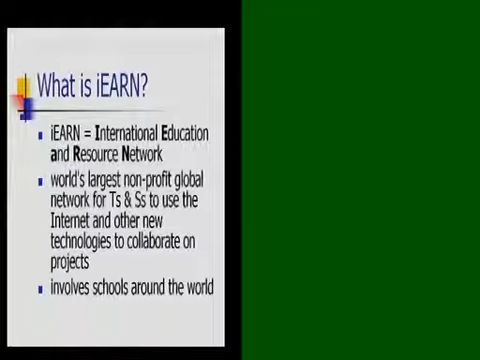 What is iEARN?
iEARN = International Education
and Resource Network
world's largest non-profit global
network for Ts & Ss to use the
Internet and other new
technologies to collaborate on
projects
involves schools around the world